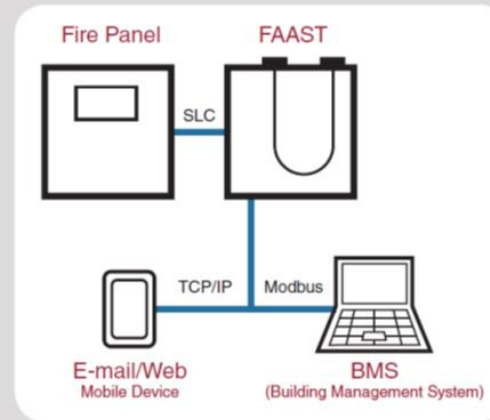 Fire Panel
FAAST
SLC
TCP/IP
Modbus
E-mail/Web
Mobile Device
BMS
(Building Management System)